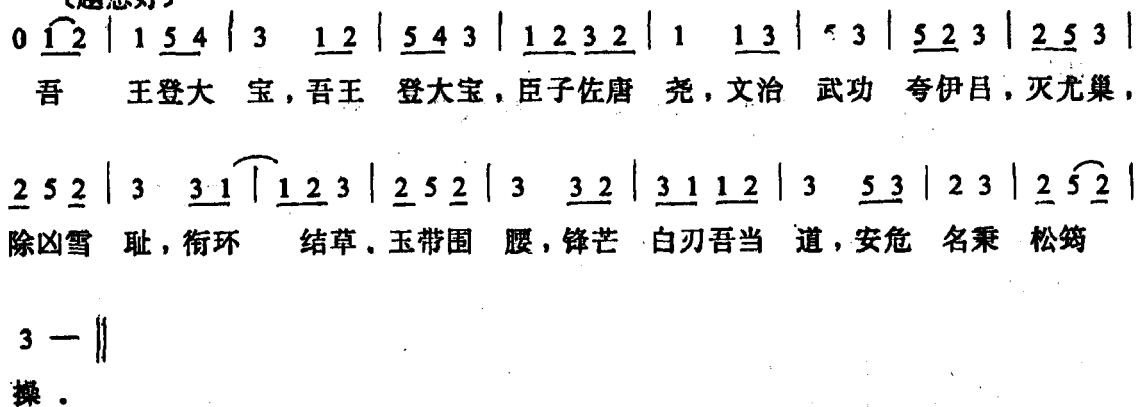 0 1 2 | 1 5 4 | 3 1 2 | 5 4 3 | 1 2 3 2 | 1 1 3 | 5 3 | 5 2 3 | 2 5 3 |
吾 王登大 宝，吾王 登大宝，臣子佐唐 尧，文治 武功 夸伊吕，灭尤巢，
2 5 2 | 3 3 1 | 1 2 3 | 2 5 2 | 3 3 2 | 3 1 1 2 | 3 5 3 | 2 3 | 2 5 2 |
除凶雪 耻，衔环 结草．玉带围 腰，锋芒 白刃吾当 道，安危 名秉 松筠
3 — ‖
操．